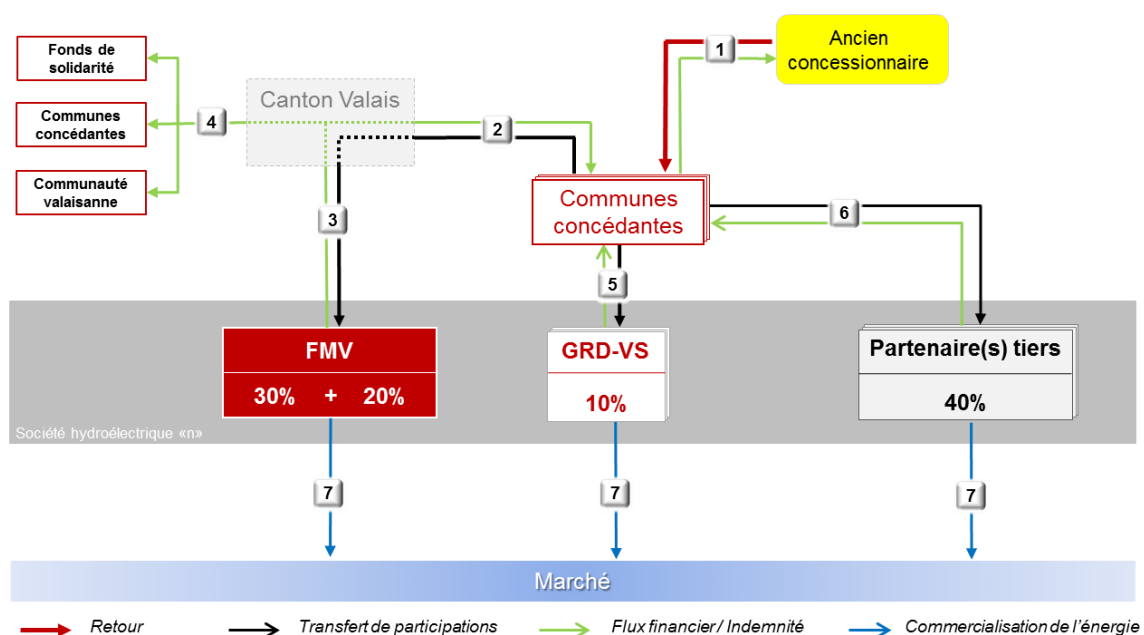 Fonds de
solidarité
Communes
concédantes
Communauté
valaisanne
4
Canton Valais
2
3
1
Ancien
concessionnaire
Communes
concédantes
6
5
FMV
30% + 20%
GRD-VS
10%
Partenaire(s) tiers
40%
Société hydroélectrique «n»
7
7
7
Marché
Retour
Transfert de participations
Flux financier / Indemnité
Commercialisation de l'énergie